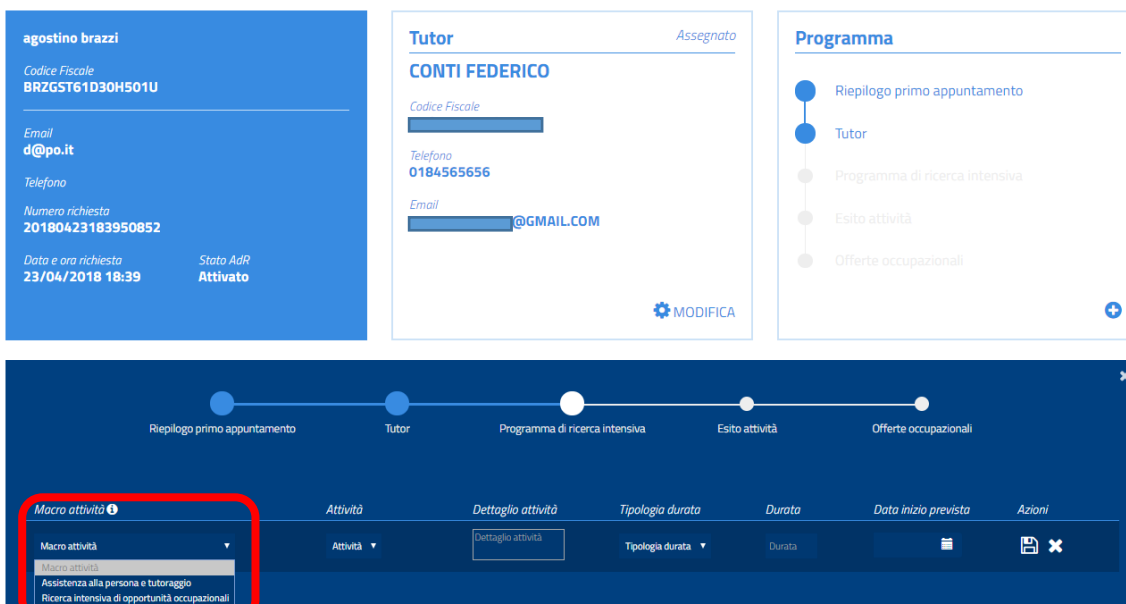 agostino brazzi
Codice Fiscale
BRZGST61D30H501U
Email
d@po.it
Telefono
Numero richiesta
20180423183950852
Data e ora richiesta Stato AdR
23/04/2018 18:39 Attivato
Tutor Assegnato
CONTI FEDERICO
Codice Fiscale
Telefono
0184565656
Email
@GMAIL.COM
MODIFICA
Programma
Riepilogo primo appuntamento
Tutor
Programma di ricerca intensiva
Esito attività
Offerte occupazionali
Riepilogo primo appuntamento Tutor Programma di ricerca intensiva Esito attività Offerte occupazionali
Macro attività Attività Dettaglio attività Tipologia durata Durata Data inizio prevista Azioni
Macro attività Attività Dettaglio attività Tipologia durata Durata
Macro attività
Assistenza alla persona e tutoraggio
Ricerca intensiva di opportunità occupazionali